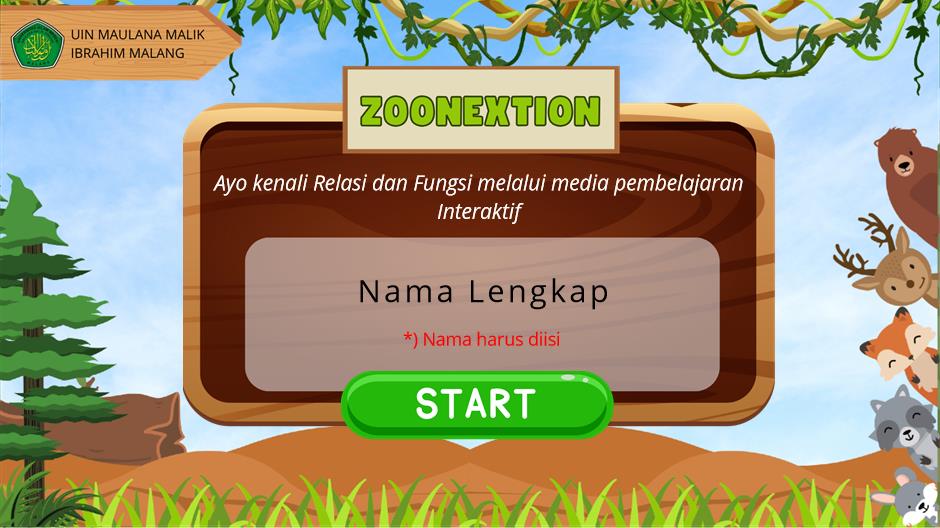 UIN MAULANA MALIK
IBRAHIM MALANG
ZOONEXTION
Ayo kenali Relasi dan Fungsi melalui media pembelajaran
Interaktif
Nama Lengkap
*) Nama harus diisi
START